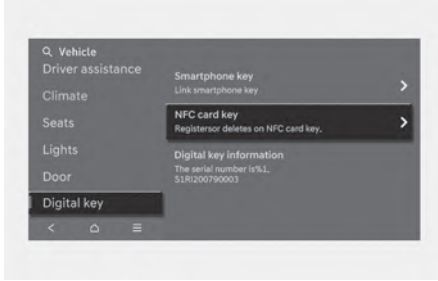 Vehicle
Driver assistance
Climate
Seats
Lights
Door
Digital key
Smartphone key
Link smartphone key
NFC card key
Registersor deletes on NFC card key.
Digital key information
The serial number is%1,
S1RI200790003